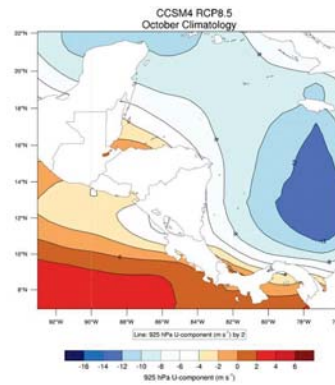 CCSM4 RCP8.5
October Climatology
22°N
20°N
18°N
16°N
14°N
12°N
10°N
8°N
92°W 90°W 88°W 86°W 84°W 82°W 80°W 78°W
Line: 925 hPa U-component (m s⁻¹) by 2
-16 -14 -12 -10 -8 -6 -4 -2 0 2 4 6
925 hPa U-component (m s⁻¹)